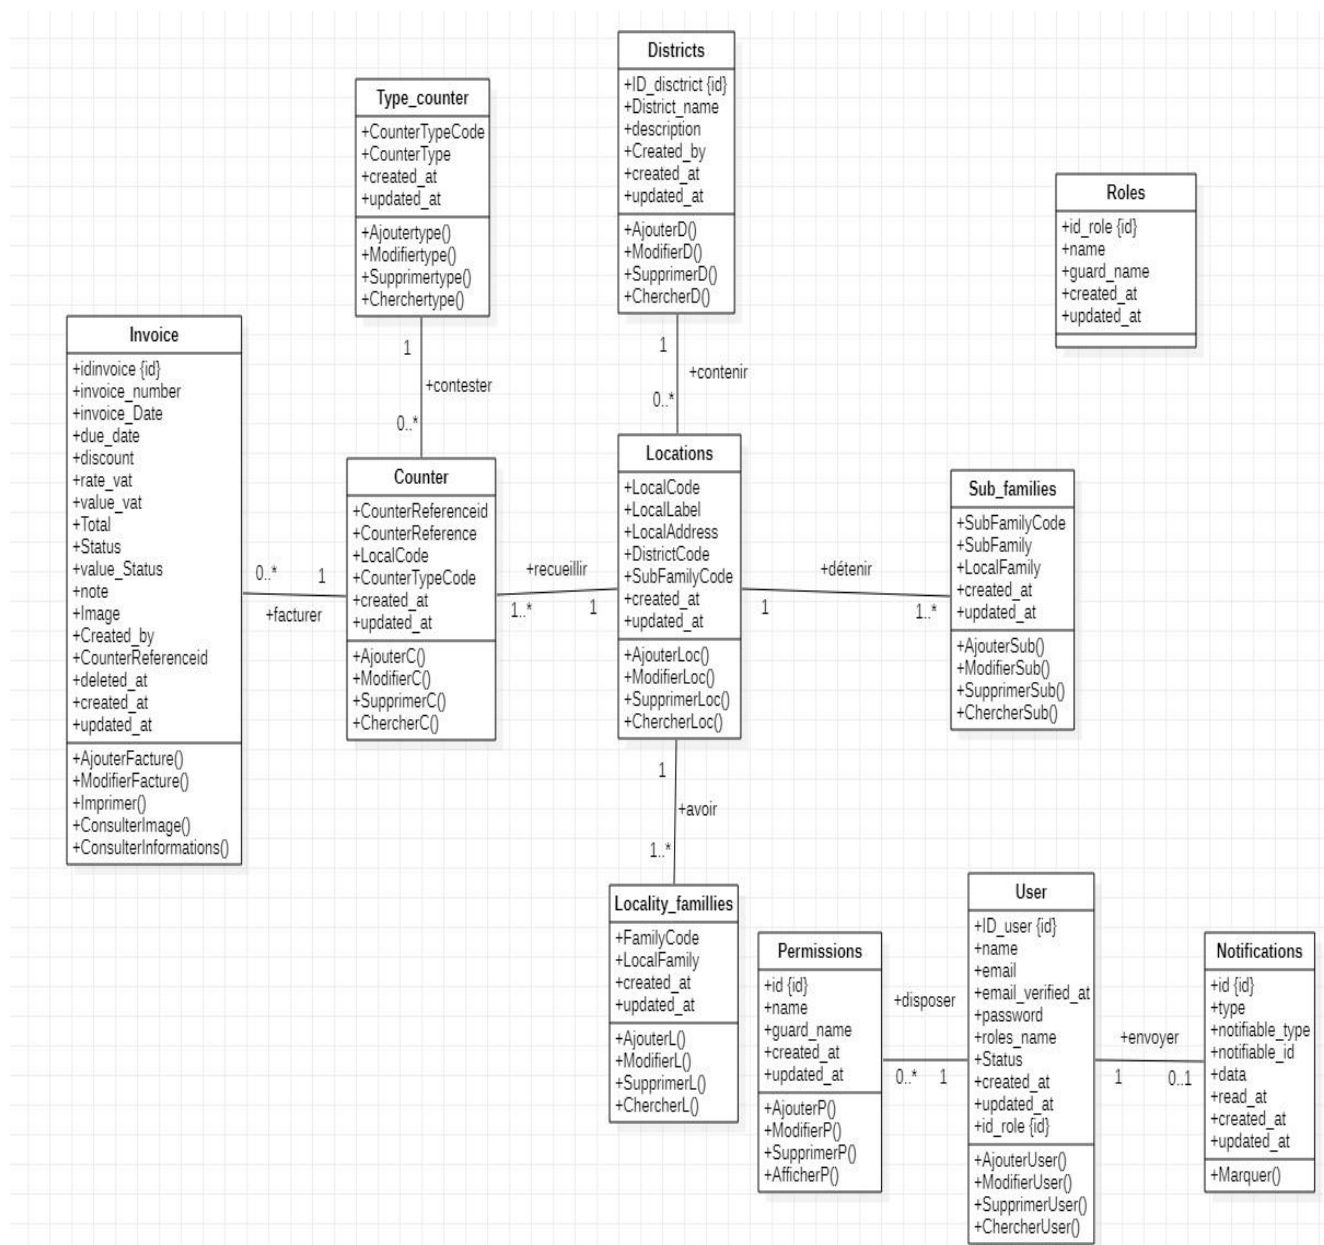 Districts
+ID_disctrict {id}
+District_name
+description
+Created_by
+created_at
+updated_at
+AjouterD()
+ModifierD()
+SupprimerD()
+ChercherD()
Type_counter
+CounterTypeCode
+CounterType
+created_at
+updated_at
+Ajoutertype()
+Modifiertype()
+Supprimertype()
+Cherchertype()
Roles
+id_role {id}
+name
+guard_name
+created_at
+updated_at
1
+contester
0..*
1
+contenir
0..*
Invoice
+idinvoice {id}
+invoice_number
+invoice_Date
+due_date
+discount
+rate_vat
+value_vat
+Total
+Status
+value_Status
+note
+Image
+Created_by
+CounterReferenceid
+deleted_at
+created_at
+updated_at
+AjouterFacture()
+ModifierFacture()
+Imprimer()
+ConsulterImage()
+ConsulterInformations()
0..* 1
+facturer
Counter
+CounterReferenceid
+CounterReference
+LocalCode
+CounterTypeCode
+created_at
+updated_at
+AjouterC()
+ModifierC()
+SupprimerC()
+ChercherC()
+recueillir
1..* 1
Locations
+LocalCode
+LocalLabel
+LocalAddress
+DistrictCode
+SubFamilyCode
+created_at
+updated_at
+AjouterLoc()
+ModifierLoc()
+SupprimerLoc()
+ChercherLoc()
+détenir
1 1..*
Sub_families
+SubFamilyCode
+SubFamily
+LocalFamily
+created_at
+updated_at
+AjouterSub()
+ModifierSub()
+SupprimerSub()
+ChercherSub()
1
+avoir
1..*
Locality_famillies
+FamilyCode
+LocalFamily
+created_at
+updated_at
+AjouterL()
+ModifierL()
+SupprimerL()
+ChercherL()
Permissions
+id {id}
+name
+guard_name
+created_at
+updated_at
+AjouterP()
+ModifierP()
+SupprimerP()
+AfficherP()
+disposer
0..* 1
User
+ID_user {id}
+name
+email
+email_verified_at
+password
+roles_name
+Status
+created_at
+updated_at
+id_role {id}
+AjouterUser()
+ModifierUser()
+SupprimerUser()
+ChercherUser()
+envoyer
1 0..1
Notifications
+id {id}
+type
+notifiable_type
+notifiable_id
+data
+read_at
+created_at
+updated_at
+Marquer()